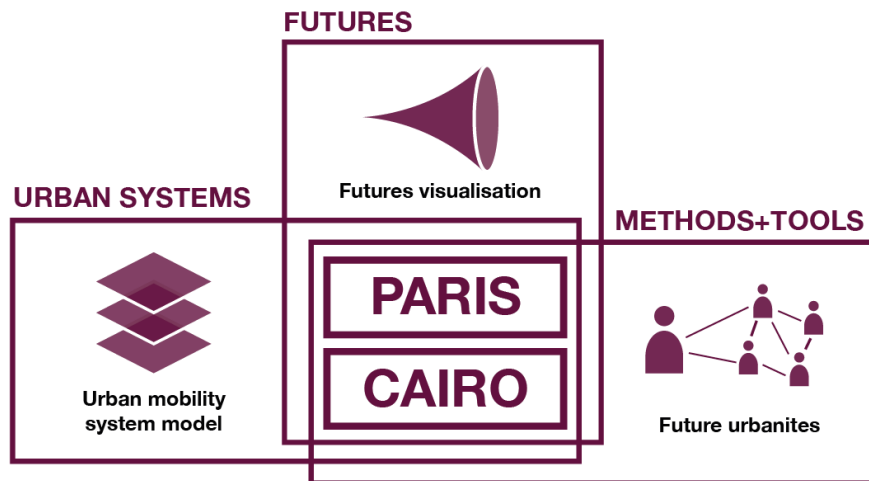 FUTURES
Futures visualisation
URBAN SYSTEMS
METHODS+TOOLS
PARIS
CAIRO
Urban mobility
system model
Future urbanites